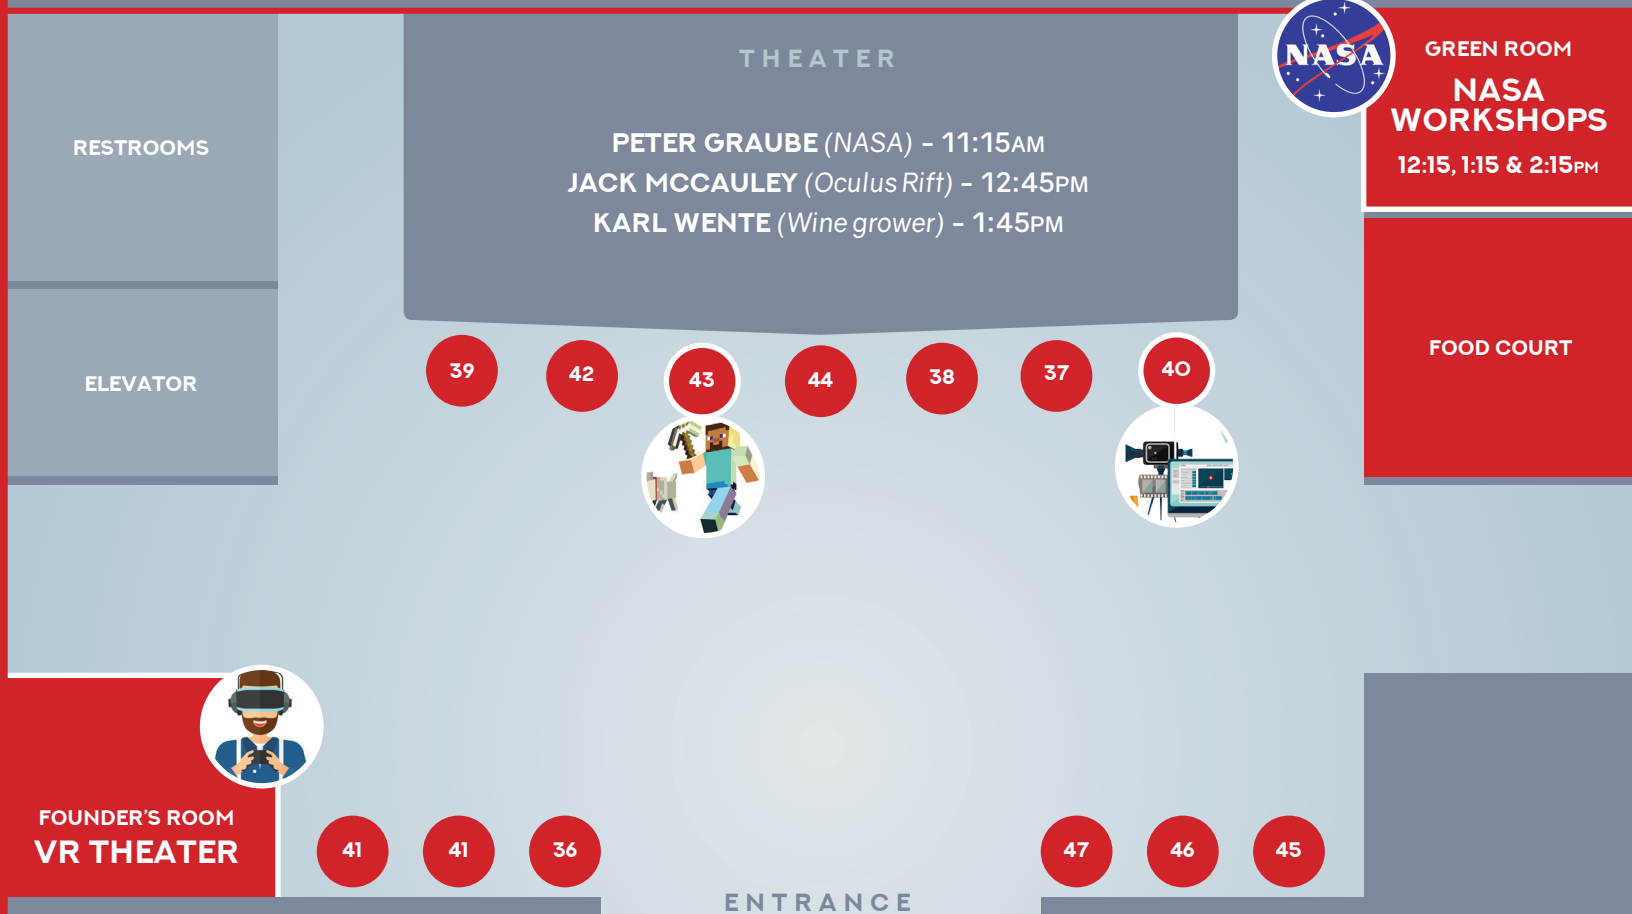 THEATER
PETER GRAUBE (NASA) – 11:15AM
JACK MCCAULEY (Oculus Rift) – 12:45PM
KARL WENTE (Wine grower) – 1:45PM
NASA
GREEN ROOM
NASA
WORKSHOPS
12:15, 1:15 & 2:15PM
RESTROOMS
ELEVATOR
FOOD COURT
39
42
43
44
38
37
40
FOUNDER'S ROOM
VR THEATER
41
41
36
47
46
45
ENTRANCE